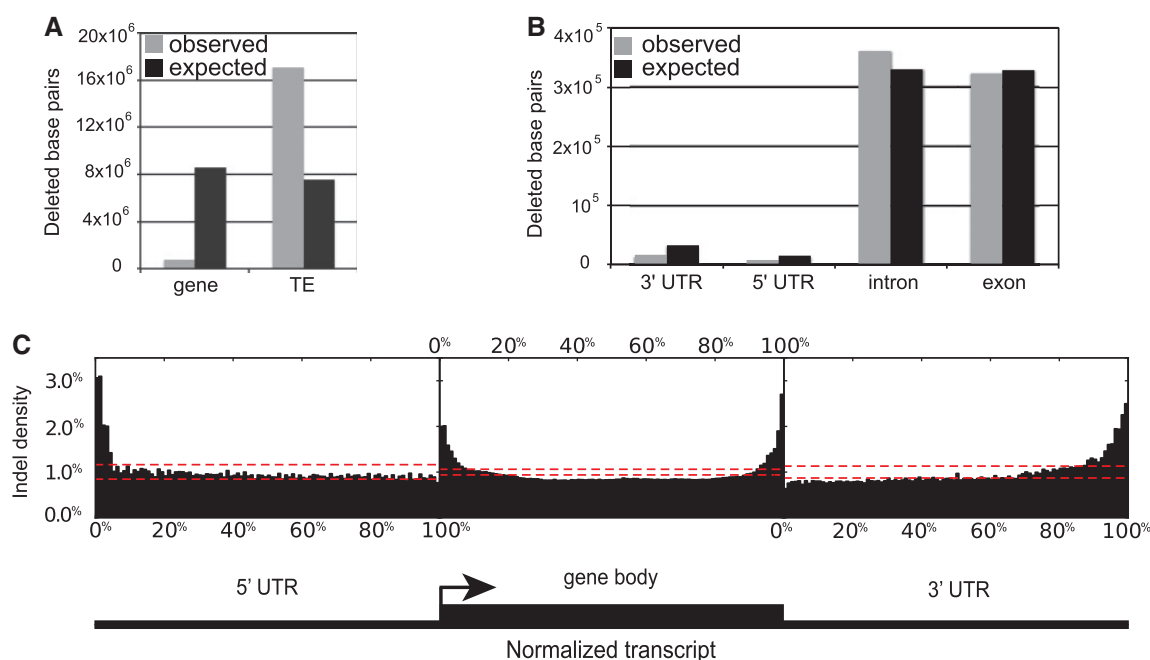 A
20x10⁶
16x10⁶
12x10⁶
8x10⁶
4x10⁶
0
Deleted base pairs
observed
expected
gene TE
B
4x10⁵
3x10⁵
2x10⁵
10⁵
0
Deleted base pairs
observed
expected
3' UTR 5' UTR intron exon
C
0% 20% 40% 60% 80% 100%
3.0%
2.0%
1.0%
0.0%
Indel density
0% 20% 40% 60% 80% 100% 0% 20% 40% 60% 80% 100%
5' UTR gene body 3' UTR
Normalized transcript